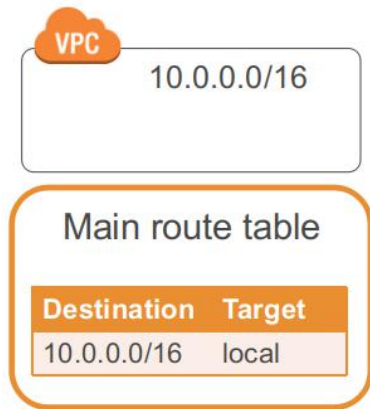 VPC
10.0.0.0/16
Main route table
Destination Target
10.0.0.0/16 local